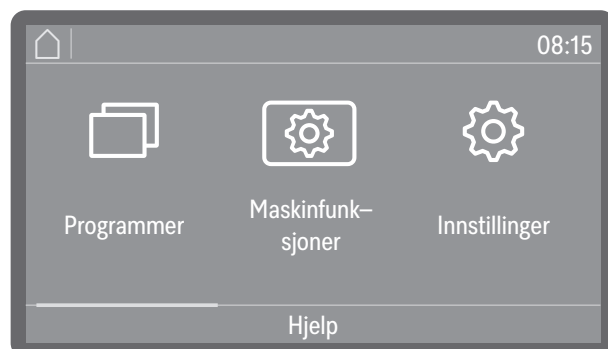 08:15
Programmer
Maskinfunk–
sjoner
Innstillinger
Hjelp